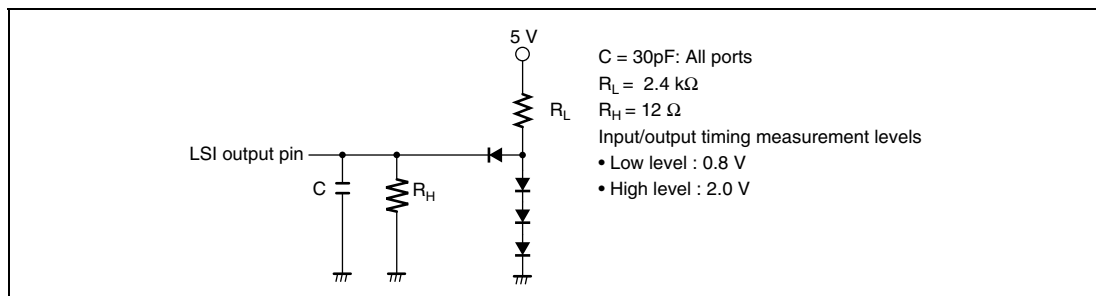 5 V
C = 30pF: All ports
R_L = 2.4 kΩ
R_H = 12 Ω
Input/output timing measurement levels
• Low level : 0.8 V
• High level : 2.0 V
R_L
LSI output pin
C
R_H